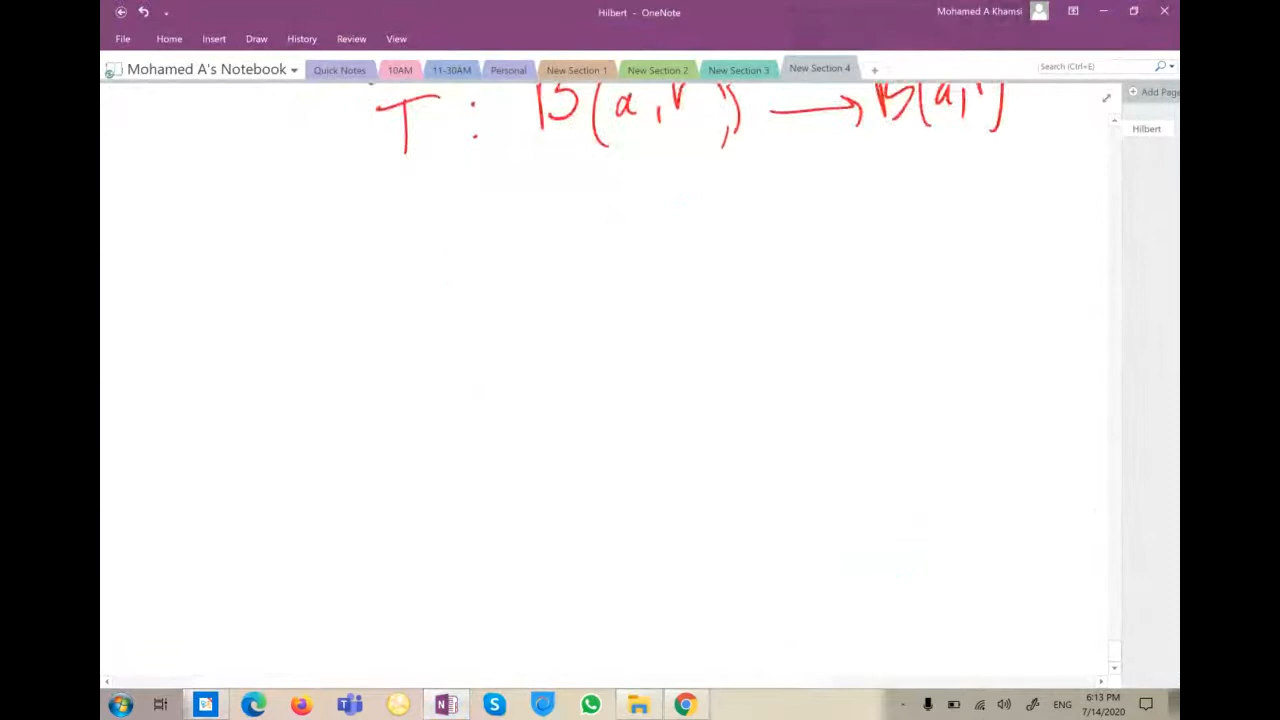 Hilbert - OneNote
Mohamed A Khamsi
File Home Insert Draw History Review View
Mohamed A's Notebook
Quick Notes 10AM 11-30AM Personal New Section 1 New Section 2 New Section 3 New Section 4
Search (Ctrl+E)
Add Page
T : B(a, r) → B(a, r)
Hilbert
ENG
6:13 PM
7/14/2020